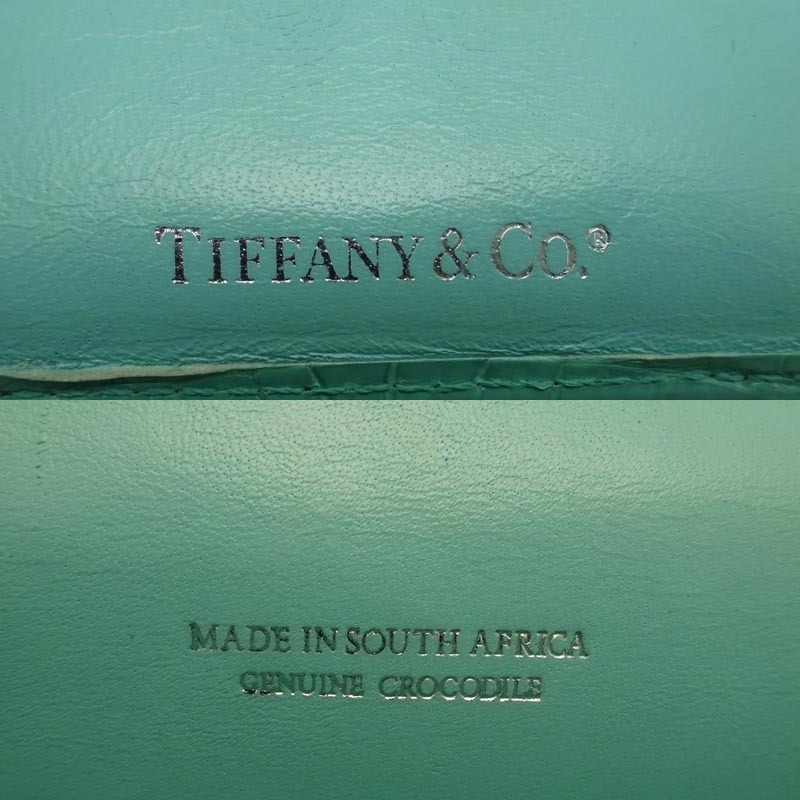 TIFFANY & CO.®
MADE IN SOUTH AFRICA
GENUINE CROCODILE